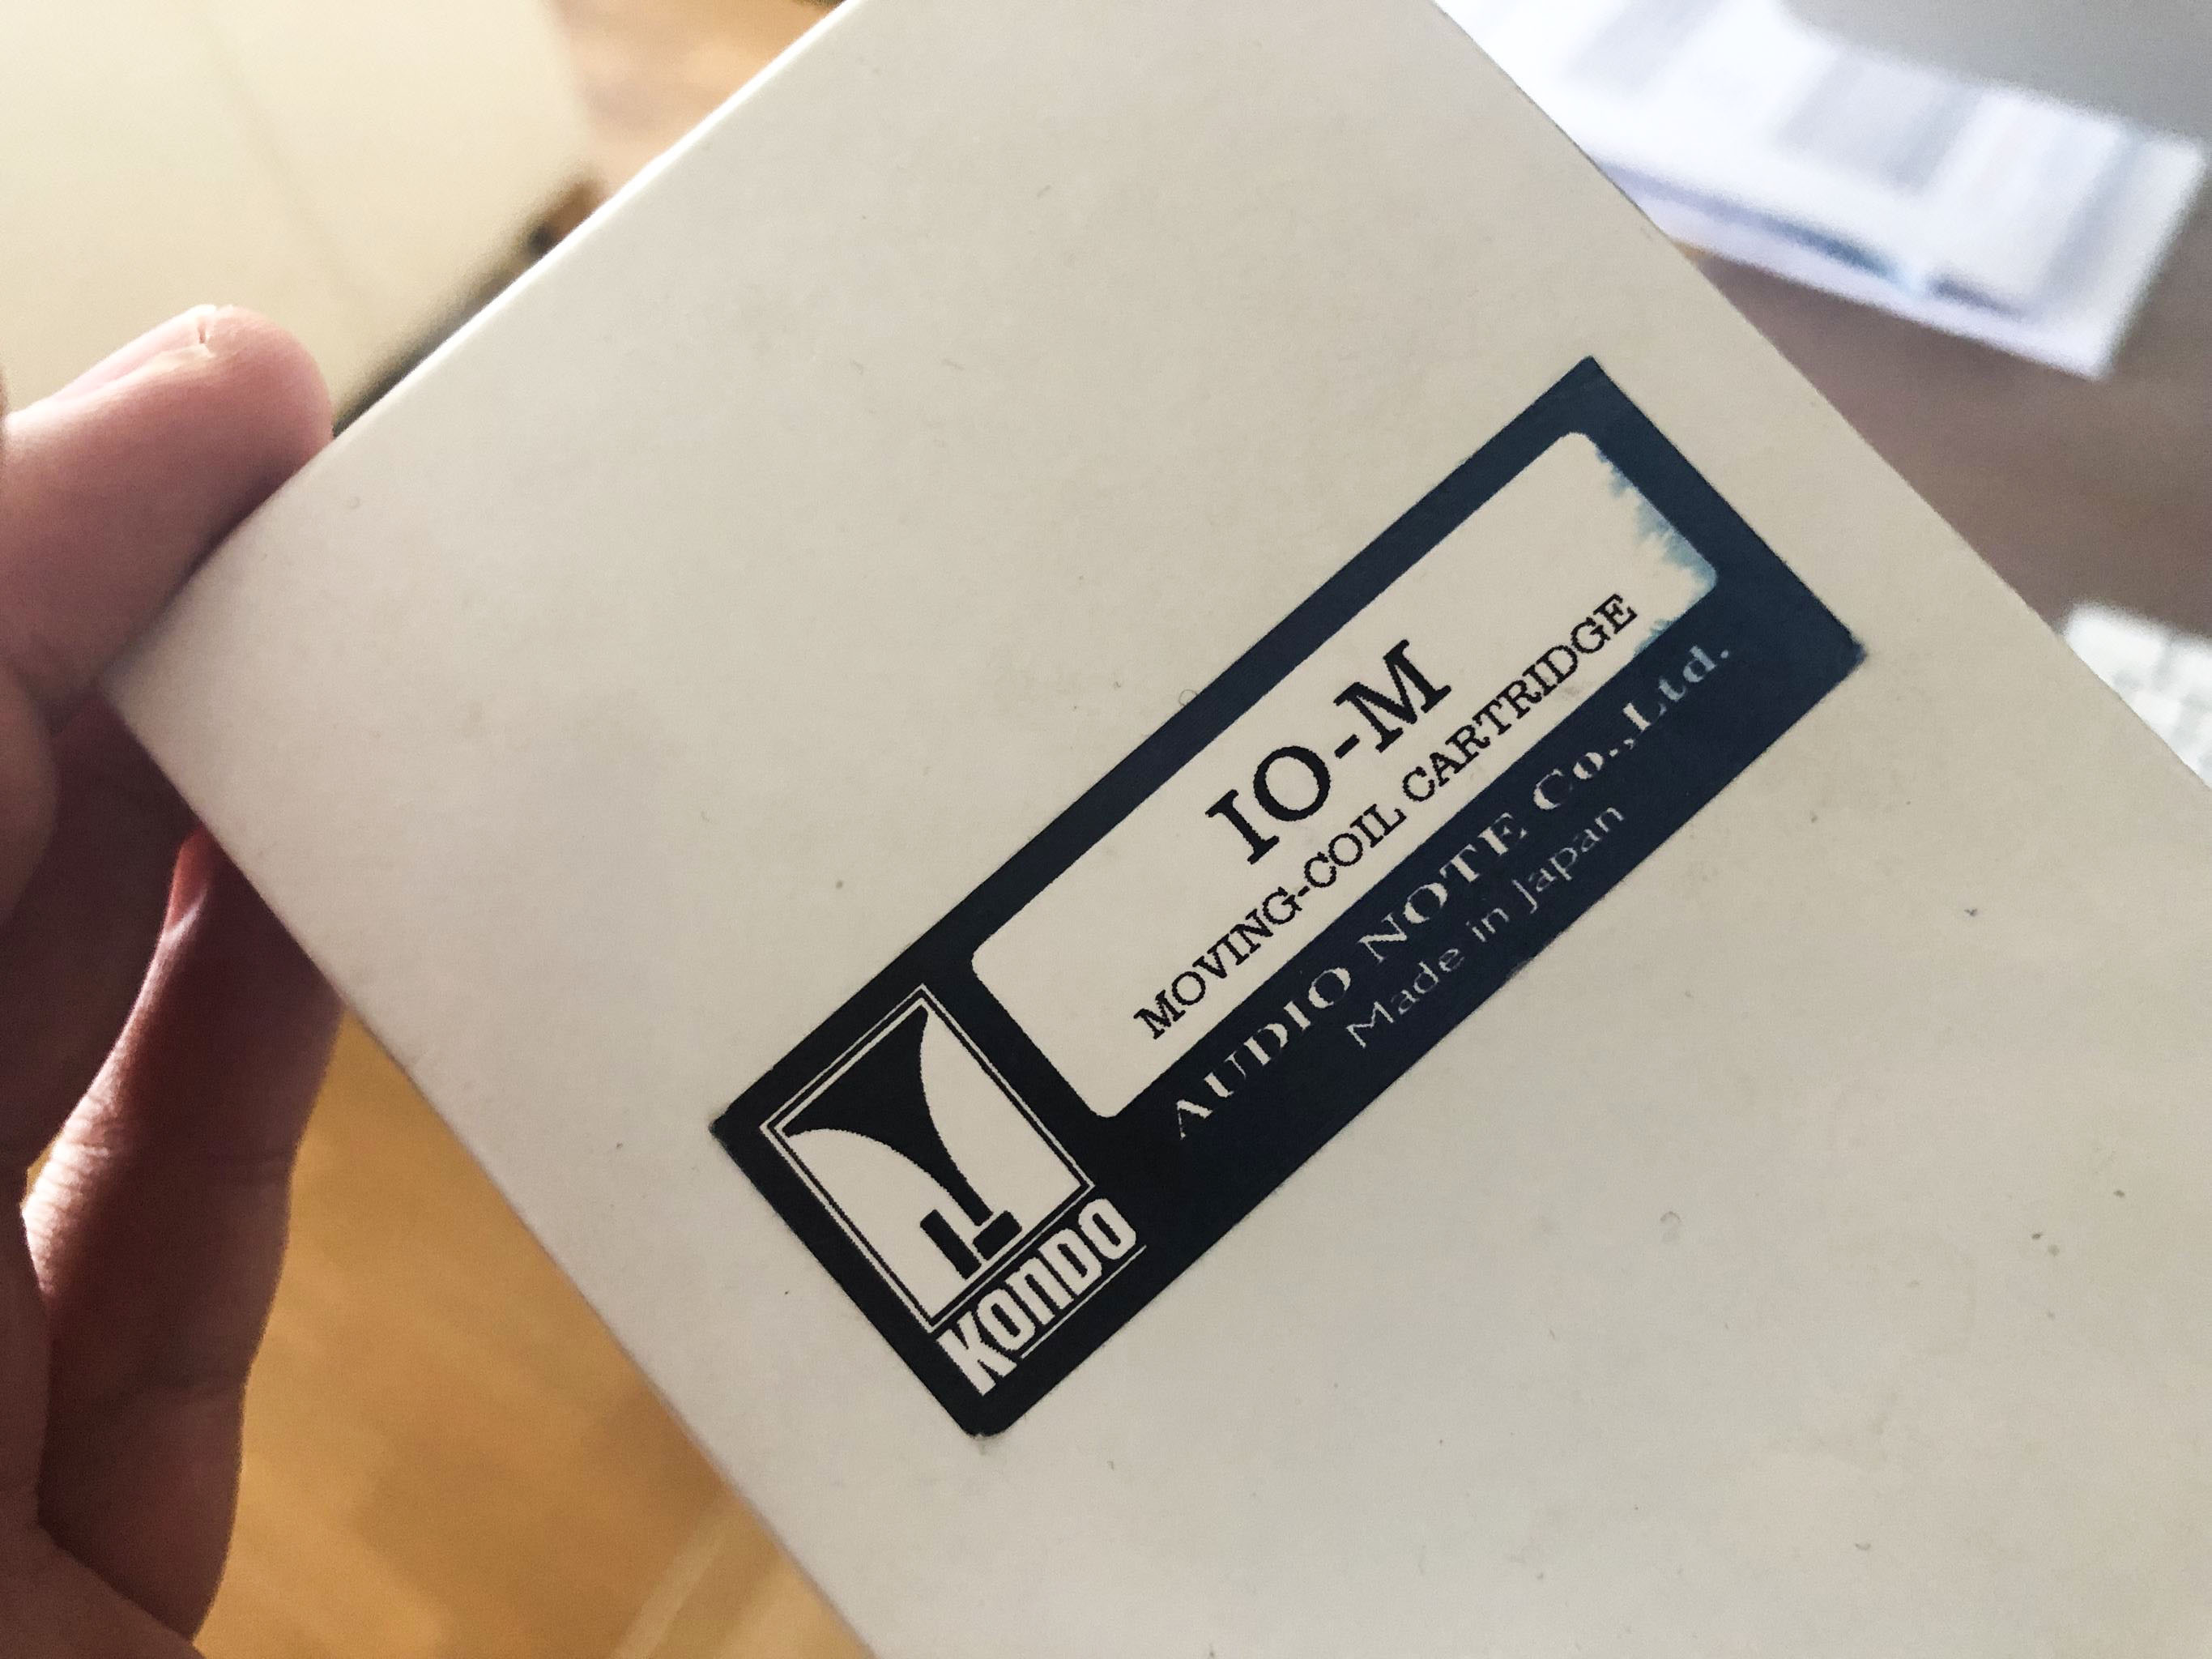 IO-M
MOVING-COIL CARTRIDGE
AUDIO NOTE Co.,Ltd.
Made in Japan
KONDO